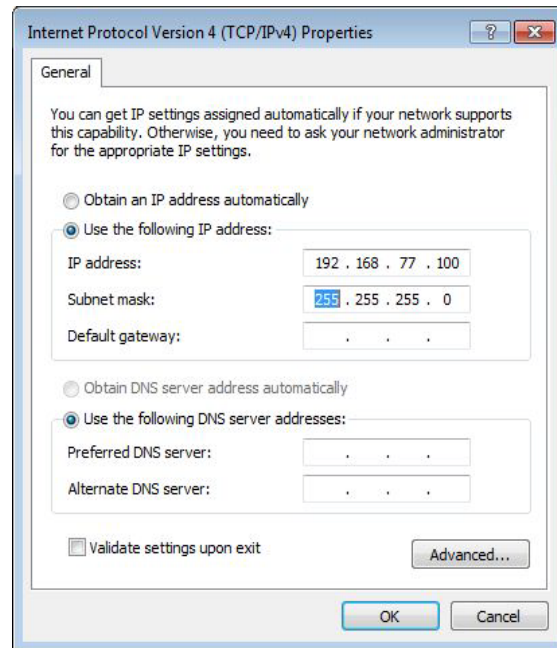 Internet Protocol Version 4 (TCP/IPv4) Properties
General
You can get IP settings assigned automatically if your network supports
this capability. Otherwise, you need to ask your network administrator
for the appropriate IP settings.
Obtain an IP address automatically
Use the following IP address:
IP address: 192 . 168 . 77 . 100
Subnet mask: 255 . 255 . 255 . 0
Default gateway: . . .
Obtain DNS server address automatically
Use the following DNS server addresses:
Preferred DNS server: . . .
Alternate DNS server: . . .
Validate settings upon exit
Advanced...
OK Cancel